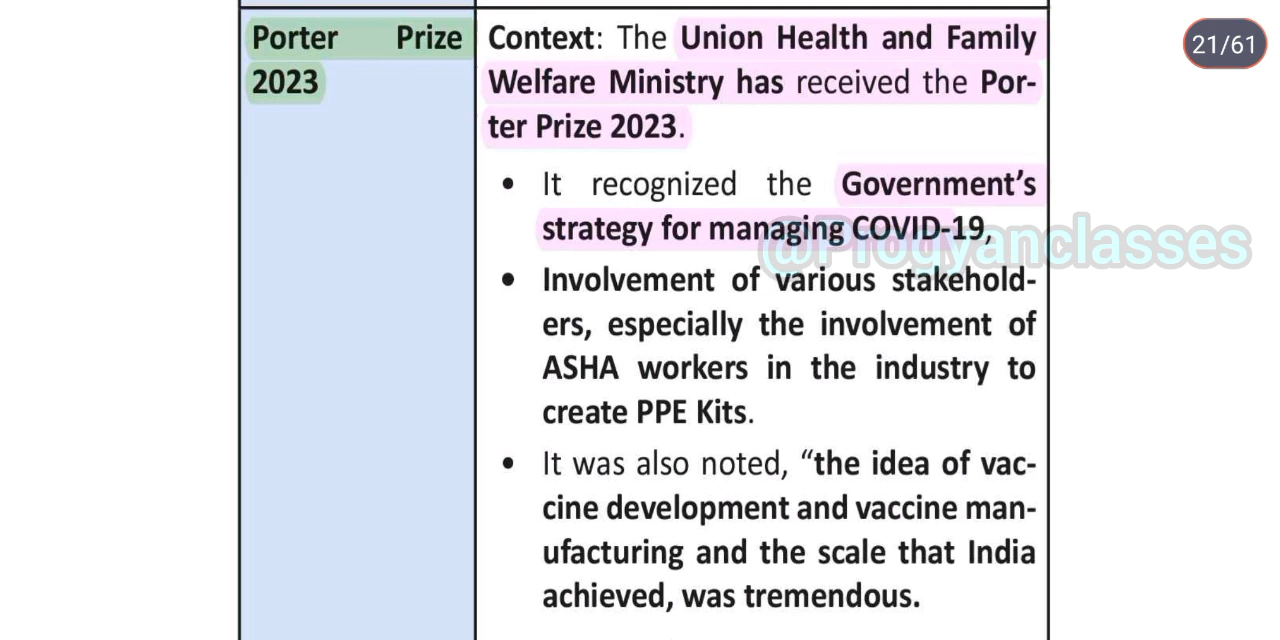 Porter Prize
2023
Context: The Union Health and Family
Welfare Ministry has received the Por-
ter Prize 2023.
• It recognized the Government's
strategy for managing COVID-19,
@Progyanclasses
• Involvement of various stakehold-
ers, especially the involvement of
ASHA workers in the industry to
create PPE Kits.
• It was also noted, “the idea of vac-
cine development and vaccine man-
ufacturing and the scale that India
achieved, was tremendous.
21/61